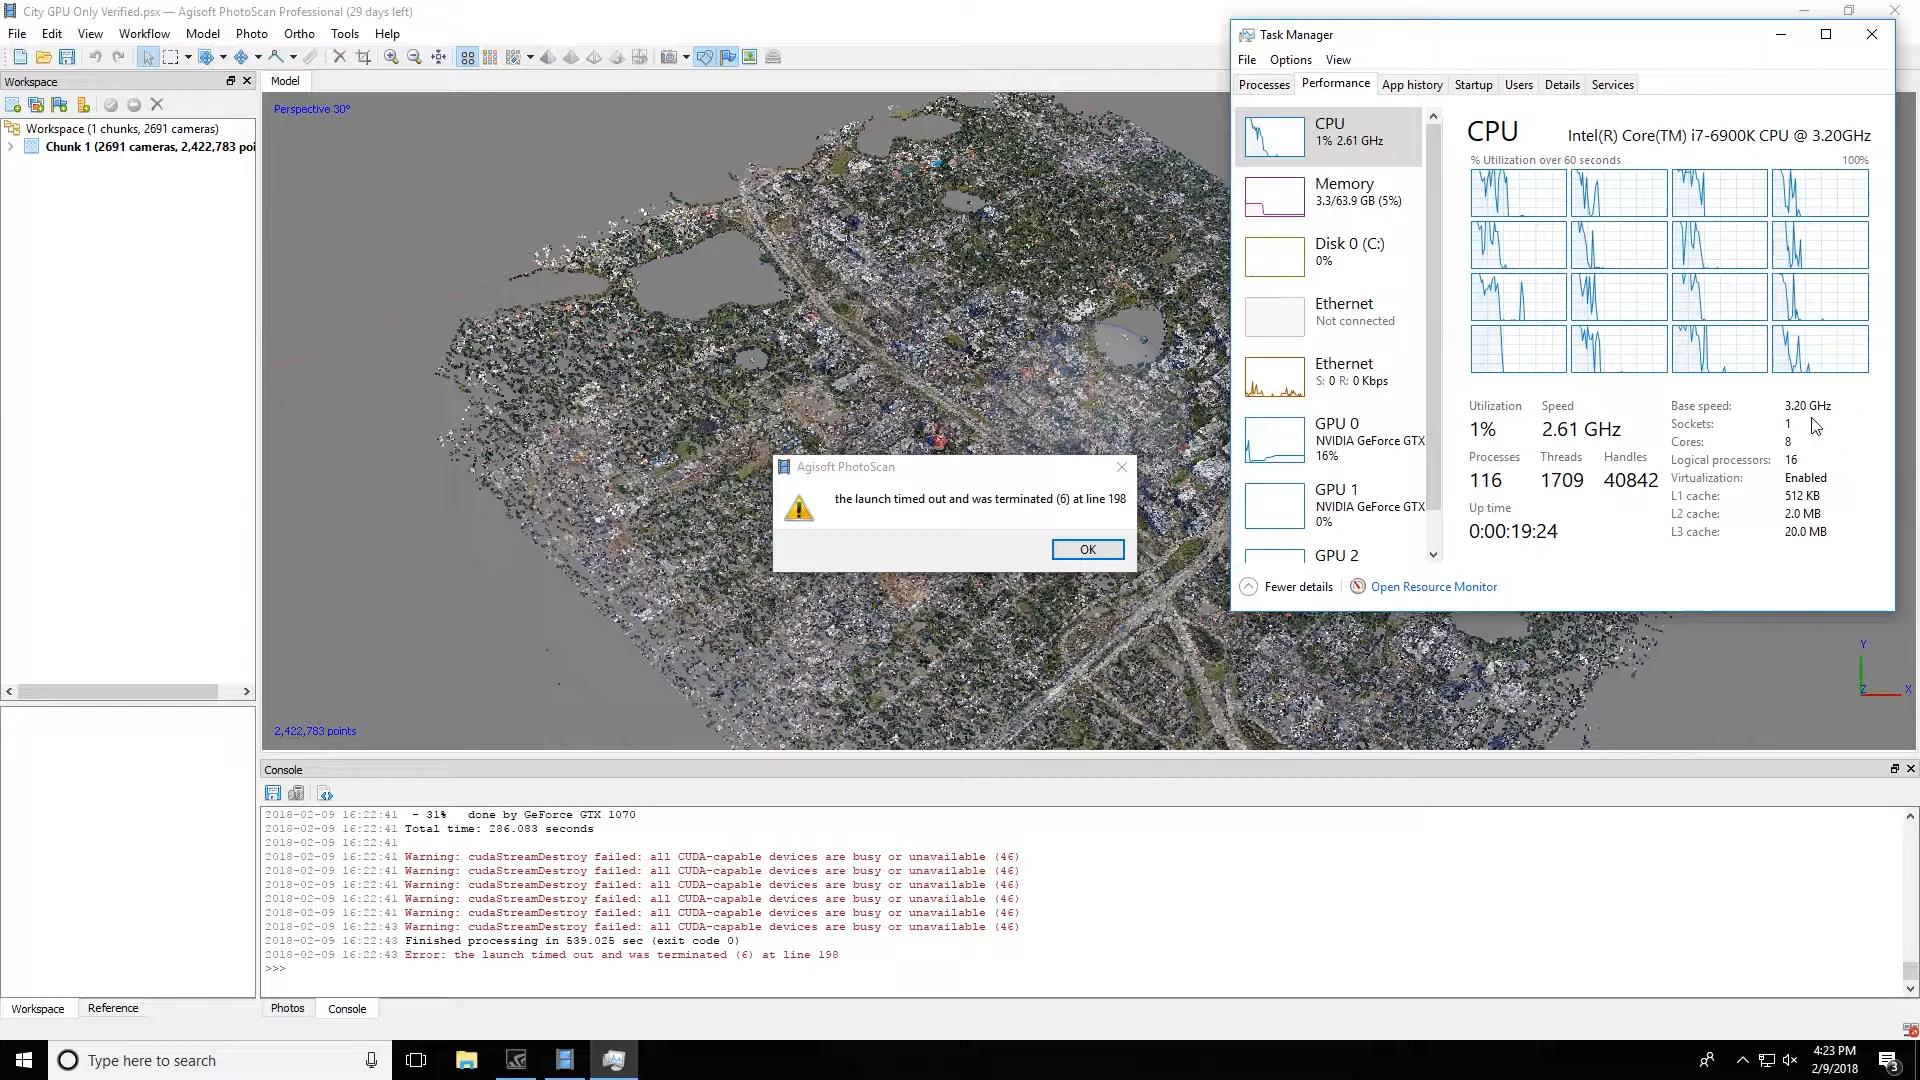 City GPU Only Verified.psx — Agisoft PhotoScan Professional (29 days left)
File Edit View Workflow Model Photo Ortho Tools Help
Workspace
Workspace (1 chunks, 2691 cameras)
Chunk 1 (2691 cameras, 2,422,783 poi
Model
Perspective 30°
2,422,783 points
Y
X
Z
Task Manager
File Options View
Processes Performance App history Startup Users Details Services
CPU
1% 2.61 GHz
Memory
3.3/63.9 GB (5%)
Disk 0 (C:)
0%
Ethernet
Not connected
Ethernet
S: 0 R: 0 Kbps
GPU 0
NVIDIA GeForce GTX
16%
GPU 1
NVIDIA GeForce GTX
0%
GPU 2
CPU Intel(R) Core(TM) i7-6900K CPU @ 3.20GHz
% Utilization over 60 seconds 100%
Utilization Speed
1% 2.61 GHz
Processes Threads Handles
116 1709 40842
Up time
0:00:19:24
Base speed: 3.20 GHz
Sockets: 1
Cores: 8
Logical processors: 16
Virtualization: Enabled
L1 cache: 512 KB
L2 cache: 2.0 MB
L3 cache: 20.0 MB
Fewer details Open Resource Monitor
Agisoft PhotoScan
the launch timed out and was terminated (6) at line 198
OK
Console
2018-02-09 16:22:41 - 31% done by GeForce GTX 1070
2018-02-09 16:22:41 Total time: 286.083 seconds
2018-02-09 16:22:41
2018-02-09 16:22:41 Warning: cudaStreamDestroy failed: all CUDA-capable devices are busy or unavailable (46)
2018-02-09 16:22:41 Warning: cudaStreamDestroy failed: all CUDA-capable devices are busy or unavailable (46)
2018-02-09 16:22:41 Warning: cudaStreamDestroy failed: all CUDA-capable devices are busy or unavailable (46)
2018-02-09 16:22:41 Warning: cudaStreamDestroy failed: all CUDA-capable devices are busy or unavailable (46)
2018-02-09 16:22:41 Warning: cudaStreamDestroy failed: all CUDA-capable devices are busy or unavailable (46)
2018-02-09 16:22:43 Warning: cudaStreamDestroy failed: all CUDA-capable devices are busy or unavailable (46)
2018-02-09 16:22:43 Finished processing in 539.025 sec (exit code 0)
2018-02-09 16:22:43 Error: the launch timed out and was terminated (6) at line 198
>>>
Workspace Reference
Photos Console
Type here to search
4:23 PM
2/9/2018
3